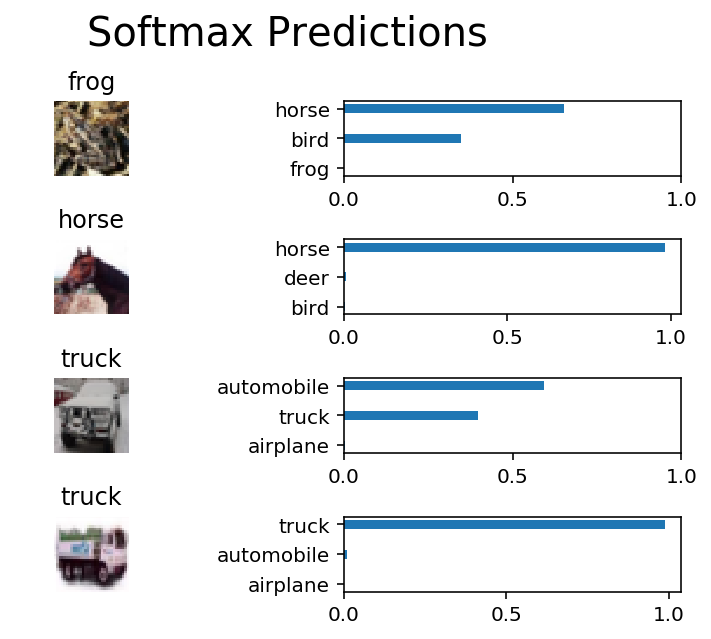 Softmax Predictions
frog
horse
bird
frog
0.0 0.5 1.0
horse
horse
deer
bird
0.0 0.5 1.0
truck
automobile
truck
airplane
0.0 0.5 1.0
truck
truck
automobile
airplane
0.0 0.5 1.0